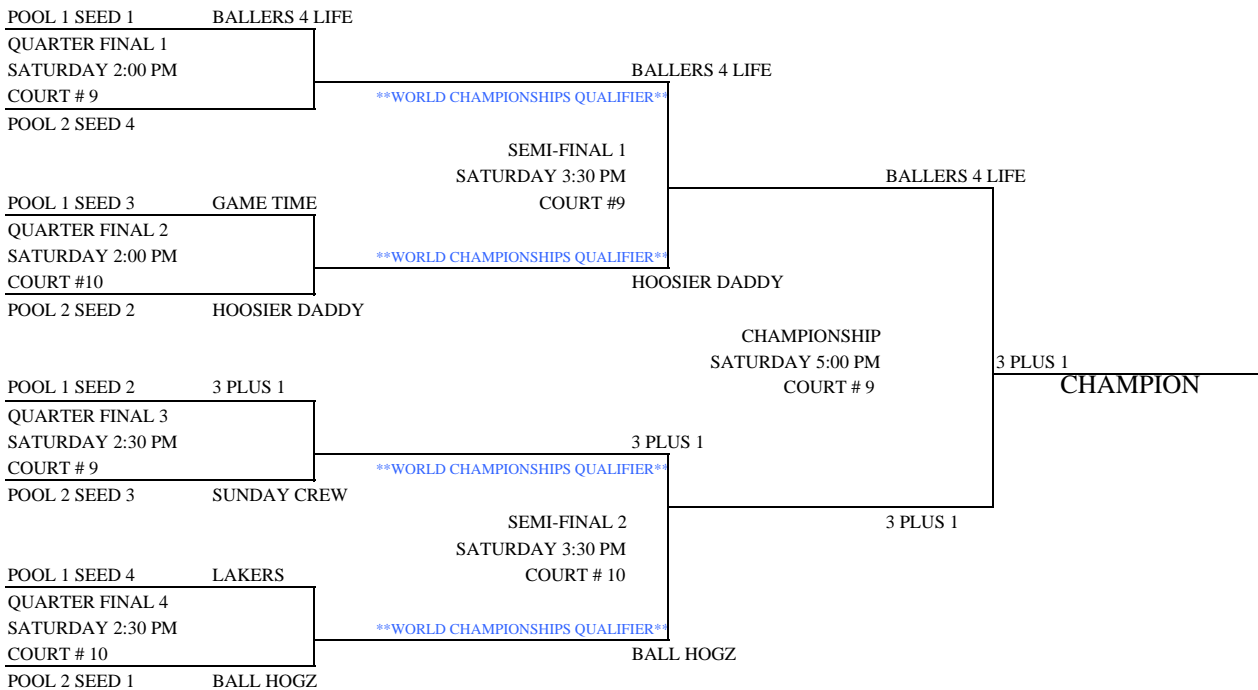 POOL 1 SEED 1 BALLERS 4 LIFE
QUARTER FINAL 1
SATURDAY 2:00 PM BALLERS 4 LIFE
COURT # 9 **WORLD CHAMPIONSHIPS QUALIFIER**
POOL 2 SEED 4
SEMI-FINAL 1
SATURDAY 3:30 PM BALLERS 4 LIFE
POOL 1 SEED 3 GAME TIME COURT #9
QUARTER FINAL 2
SATURDAY 2:00 PM **WORLD CHAMPIONSHIPS QUALIFIER**
COURT #10 HOOSIER DADDY
POOL 2 SEED 2 HOOSIER DADDY
CHAMPIONSHIP
SATURDAY 5:00 PM 3 PLUS 1
POOL 1 SEED 2 3 PLUS 1 COURT # 9 CHAMPION
QUARTER FINAL 3
SATURDAY 2:30 PM 3 PLUS 1
COURT # 9 **WORLD CHAMPIONSHIPS QUALIFIER**
POOL 2 SEED 3 SUNDAY CREW
SEMI-FINAL 2 3 PLUS 1
SATURDAY 3:30 PM
POOL 1 SEED 4 LAKERS COURT # 10
QUARTER FINAL 4
SATURDAY 2:30 PM **WORLD CHAMPIONSHIPS QUALIFIER**
COURT # 10 BALL HOGZ
POOL 2 SEED 1 BALL HOGZ